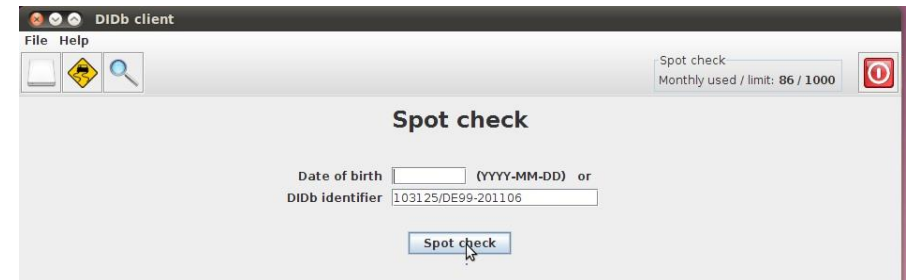 DIDb client
File Help
Spot check
Monthly used / limit: 86 / 1000
Spot check
Date of birth (YYYY-MM-DD) or
DIDb identifier 103125/DE99-201106
Spot check